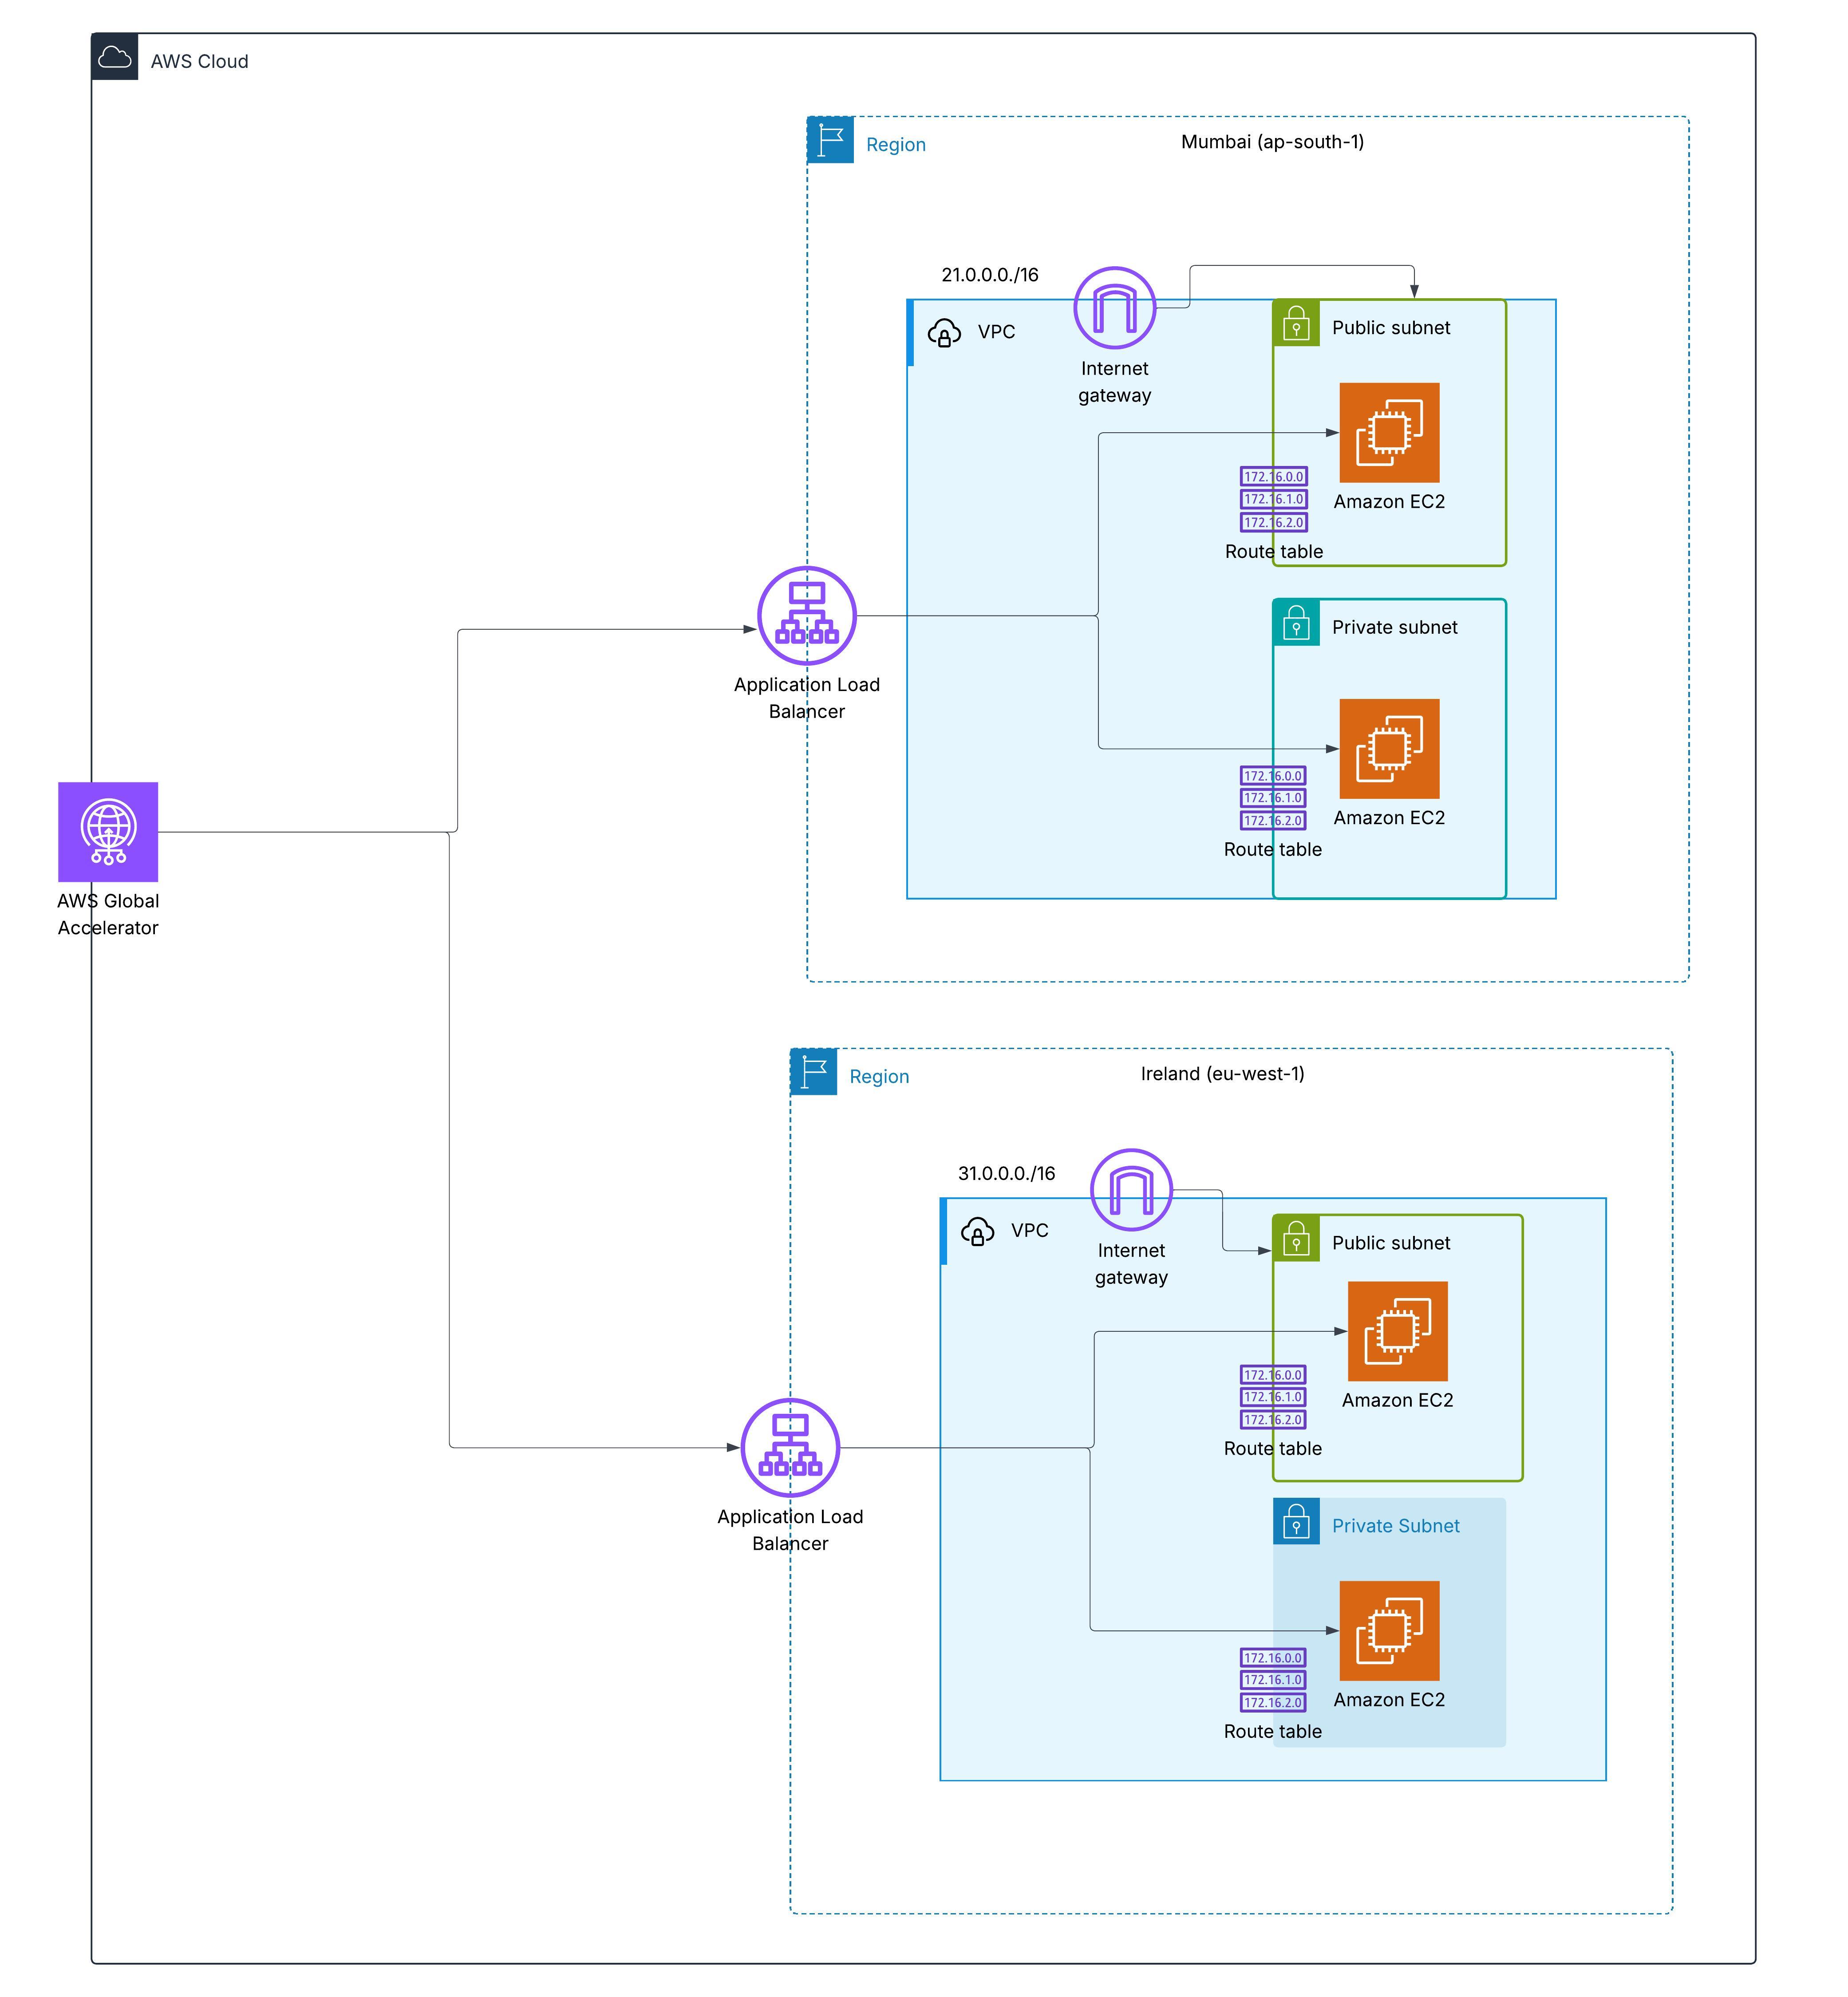 AWS Cloud
Region
Mumbai (ap-south-1)
21.0.0.0./16
VPC
Internet
gateway
Public subnet
Amazon EC2
172.16.0.0
172.16.1.0
172.16.2.0
Route table
Private subnet
Amazon EC2
172.16.0.0
172.16.1.0
172.16.2.0
Route table
Application Load
Balancer
AWS Global
Accelerator
Region
Ireland (eu-west-1)
31.0.0.0./16
VPC
Internet
gateway
Public subnet
Amazon EC2
172.16.0.0
172.16.1.0
172.16.2.0
Route table
Application Load
Balancer
Private Subnet
Amazon EC2
172.16.0.0
172.16.1.0
172.16.2.0
Route table